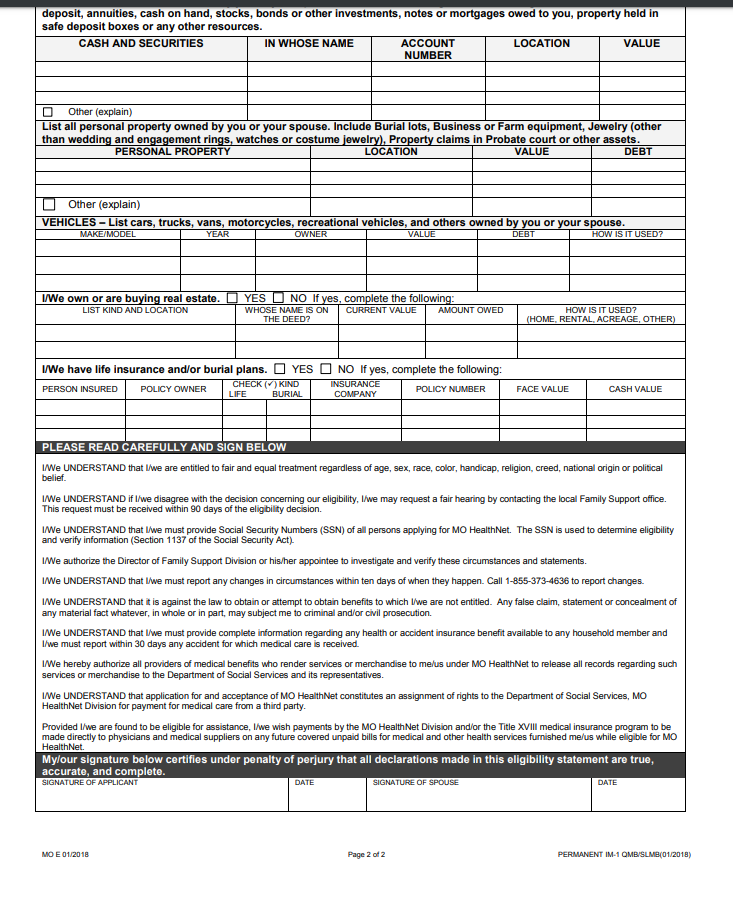 deposit, annuities, cash on hand, stocks, bonds or other investments, notes or mortgages owed to you, property held in
safe deposit boxes or any other resources.
CASH AND SECURITIES IN WHOSE NAME ACCOUNT NUMBER LOCATION VALUE
Other (explain)
List all personal property owned by you or your spouse. Include Burial lots, Business or Farm equipment, Jewelry (other
than wedding and engagement rings, watches or costume jewelry), Property claims in Probate court or other assets.
PERSONAL PROPERTY LOCATION VALUE DEBT
Other (explain)
VEHICLES – List cars, trucks, vans, motorcycles, recreational vehicles, and others owned by you or your spouse.
MAKE/MODEL YEAR OWNER VALUE DEBT HOW IS IT USED?
I/We own or are buying real estate. ☐ YES ☐ NO If yes, complete the following:
LIST KIND AND LOCATION WHOSE NAME IS ON THE DEED? CURRENT VALUE AMOUNT OWED HOW IS IT USED? (HOME, RENTAL, ACREAGE, OTHER)
I/We have life insurance and/or burial plans. ☐ YES ☐ NO If yes, complete the following:
PERSON INSURED POLICY OWNER CHECK (✓) KIND LIFE BURIAL INSURANCE COMPANY POLICY NUMBER FACE VALUE CASH VALUE
PLEASE READ CAREFULLY AND SIGN BELOW
I/We UNDERSTAND that I/we are entitled to fair and equal treatment regardless of age, sex, race, color, handicap, religion, creed, national origin or political
belief.
I/We UNDERSTAND if I/we disagree with the decision concerning our eligibility, I/we may request a fair hearing by contacting the local Family Support office.
This request must be received within 90 days of the eligibility decision.
I/We UNDERSTAND that I/we must provide Social Security Numbers (SSN) of all persons applying for MO HealthNet. The SSN is used to determine eligibility
and verify information (Section 1137 of the Social Security Act).
I/We authorize the Director of Family Support Division or his/her appointee to investigate and verify these circumstances and statements.
I/We UNDERSTAND that I/we must report any changes in circumstances within ten days of when they happen. Call 1-855-373-4636 to report changes.
I/We UNDERSTAND that it is against the law to obtain or attempt to obtain benefits to which I/we are not entitled. Any false claim, statement or concealment of
any material fact whatever, in whole or in part, may subject me to criminal and/or civil prosecution.
I/We UNDERSTAND that I/we must provide complete information regarding any health or accident insurance benefit available to any household member and
I/we must report within 30 days any accident for which medical care is received.
I/We hereby authorize all providers of medical benefits who render services or merchandise to me/us under MO HealthNet to release all records regarding such
services or merchandise to the Department of Social Services and its representatives.
I/We UNDERSTAND that application for and acceptance of MO HealthNet constitutes an assignment of rights to the Department of Social Services, MO
HealthNet Division for payment for medical care from a third party.
Provided I/we are found to be eligible for assistance, I/we wish payments by the MO HealthNet Division and/or the Title XVIII medical insurance program to be
made directly to physicians and medical suppliers on any future covered unpaid bills for medical and other health services furnished me/us while eligible for MO
HealthNet.
My/our signature below certifies under penalty of perjury that all declarations made in this eligibility statement are true,
accurate, and complete.
SIGNATURE OF APPLICANT DATE SIGNATURE OF SPOUSE DATE
MO E 01/2018 Page 2 of 2 PERMANENT IM-1 QMB/SLMB(01/2018)